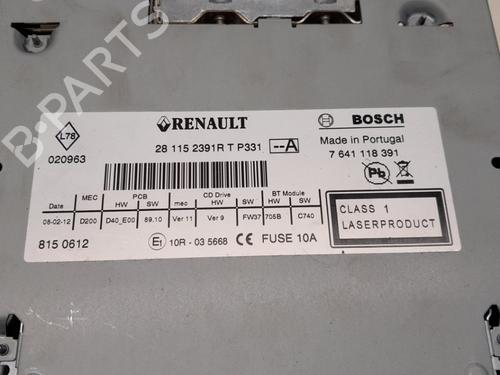 B-PARTS
L78
020963
RENAULT
28 115 2391R T P331
--A
BOSCH
Made in Portugal
7 641 118 391
Pb
MEC PCB CD Drive BT Module
Date HW SW mec HW SW HW SW
08-02-12 D200 D40_E00 89.10 Ver 11 Ver 9 FW37 705B C740
815 0612
E1 10R - 03 5668 CE FUSE 10A
CLASS 1
LASERPRODUCT